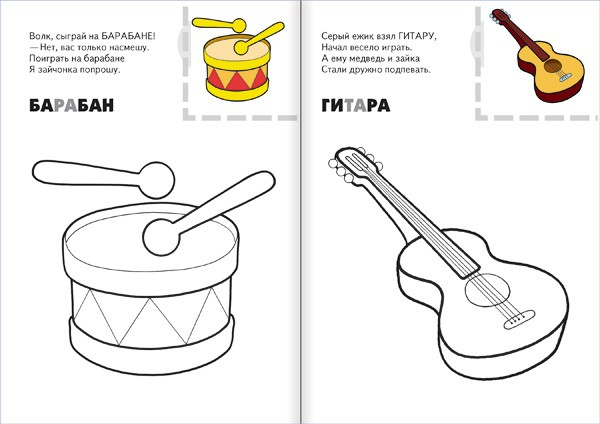 Волк, сыграй на БАРАБАНЕ!
— Нет, вас только насмешу.
Поиграть на барабане
Я зайчонка попрошу.
БАРАБАН
Серый ежик взял ГИТАРУ,
Начал весело играть.
А ему медведь и зайка
Стали дружно подпевать.
ГИТАРА